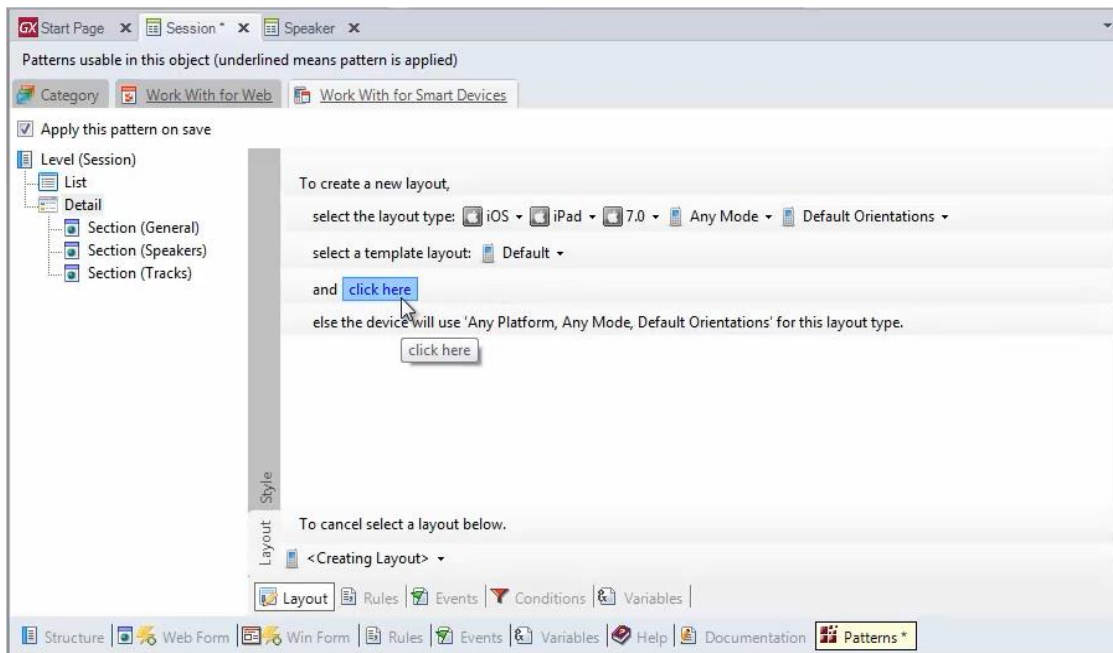 GX Start Page X Session * X Speaker X
Patterns usable in this object (underlined means pattern is applied)
Category Work With for Web Work With for Smart Devices
Apply this pattern on save
Level (Session)
List
Detail
Section (General)
Section (Speakers)
Section (Tracks)
To create a new layout,
select the layout type: iOS iPad 7.0 Any Mode Default Orientations
select a template layout: Default
and click here
else the device will use 'Any Platform, Any Mode, Default Orientations' for this layout type.
click here
Style
Layout
To cancel select a layout below.
<Creating Layout>
Layout Rules Events Conditions Variables
Structure Web Form Win Form Rules Events Variables Help Documentation Patterns *